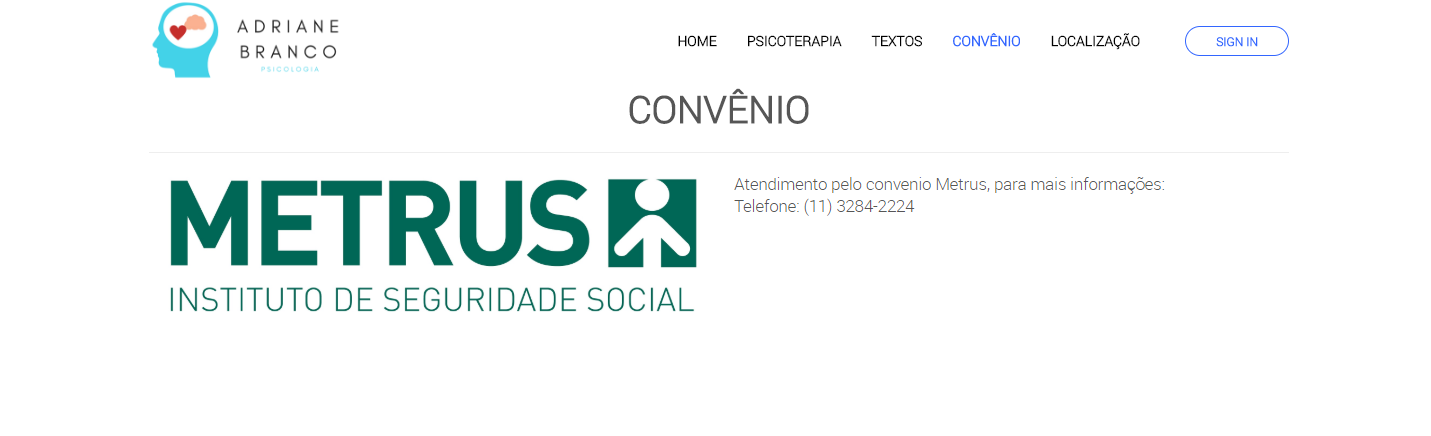 ADRIANE
BRANCO
PSICOLOGIA
HOME PSICOTERAPIA TEXTOS CONVÊNIO LOCALIZAÇÃO SIGN IN
CONVÊNIO
METRUS
INSTITUTO DE SEGURIDADE SOCIAL
Atendimento pelo convenio Metrus, para mais informações:
Telefone: (11) 3284-2224